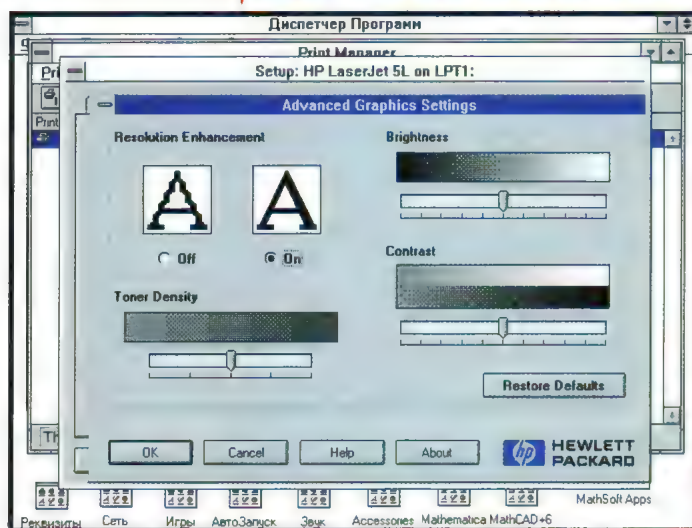 Диспетчер Программ
Print Manager
Setup: HP LaserJet 5L on LPT1:
Advanced Graphics Settings
Resolution Enhancement
Brightness
A A
Off On
Contrast
Toner Density
Restore Defaults
OK Cancel Help About
hp HEWLETT
PACKARD
MathSoft Apps
Реквизиты Сеть Игры АвтоЗапуск Звук Accessories Mathematica MathCAD+6